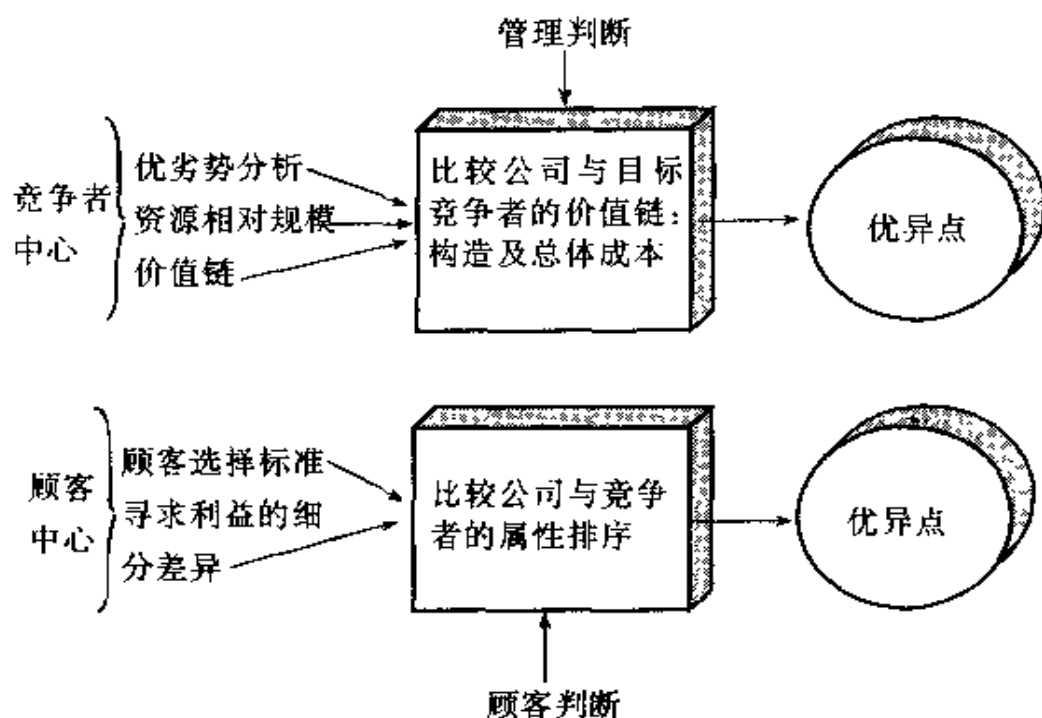 管理判断
竞争者
中心
优劣势分析
资源相对规模
价值链
比较公司与目标
竞争者的价值链：
构造及总体成本
优异点
顾客
中心
顾客选择标准
寻求利益的细
分差异
比较公司与竞争
者的属性排序
优异点
顾客判断